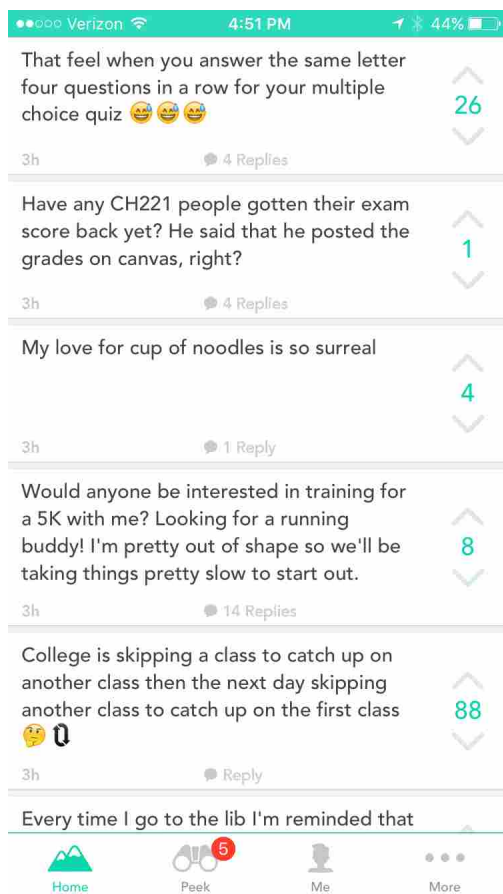 Verizon 4:51 PM 44%
That feel when you answer the same letter
four questions in a row for your multiple
choice quiz 😅😅😅
26
3h 4 Replies
Have any CH221 people gotten their exam
score back yet? He said that he posted the
grades on canvas, right?
1
3h 4 Replies
My love for cup of noodles is so surreal
4
3h 1 Reply
Would anyone be interested in training for
a 5K with me? Looking for a running
buddy! I'm pretty out of shape so we'll be
taking things pretty slow to start out.
8
3h 14 Replies
College is skipping a class to catch up on
another class then the next day skipping
another class to catch up on the first class
🤔🔃
88
3h Reply
Every time I go to the lib I'm reminded that
5
Home Peek Me More